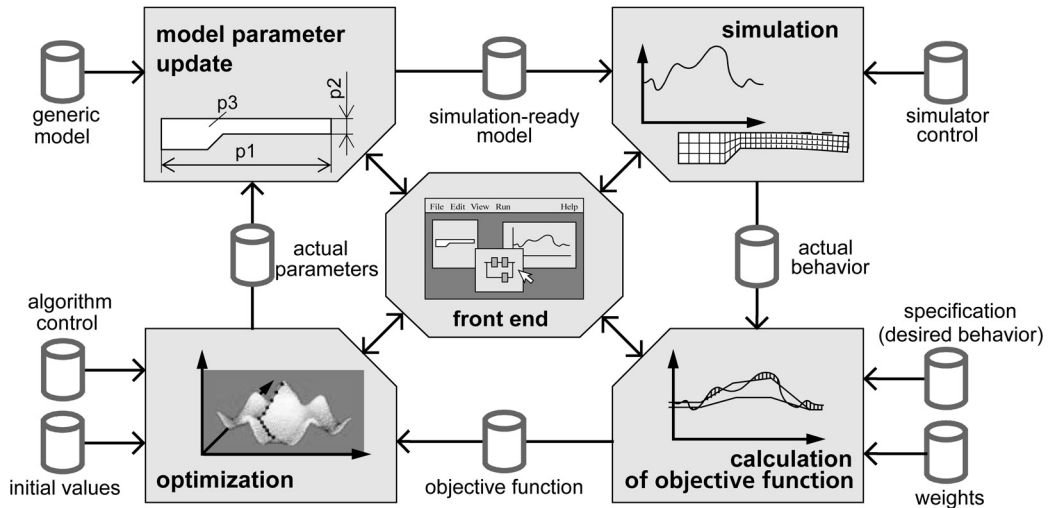 model parameter
update
p3
p2
p1
generic
model
simulation-ready
model
simulation
simulator
control
File Edit View Run Help
front end
actual
parameters
actual
behavior
algorithm
control
initial values
optimization
objective function
specification
(desired behavior)
calculation
of objective function
weights